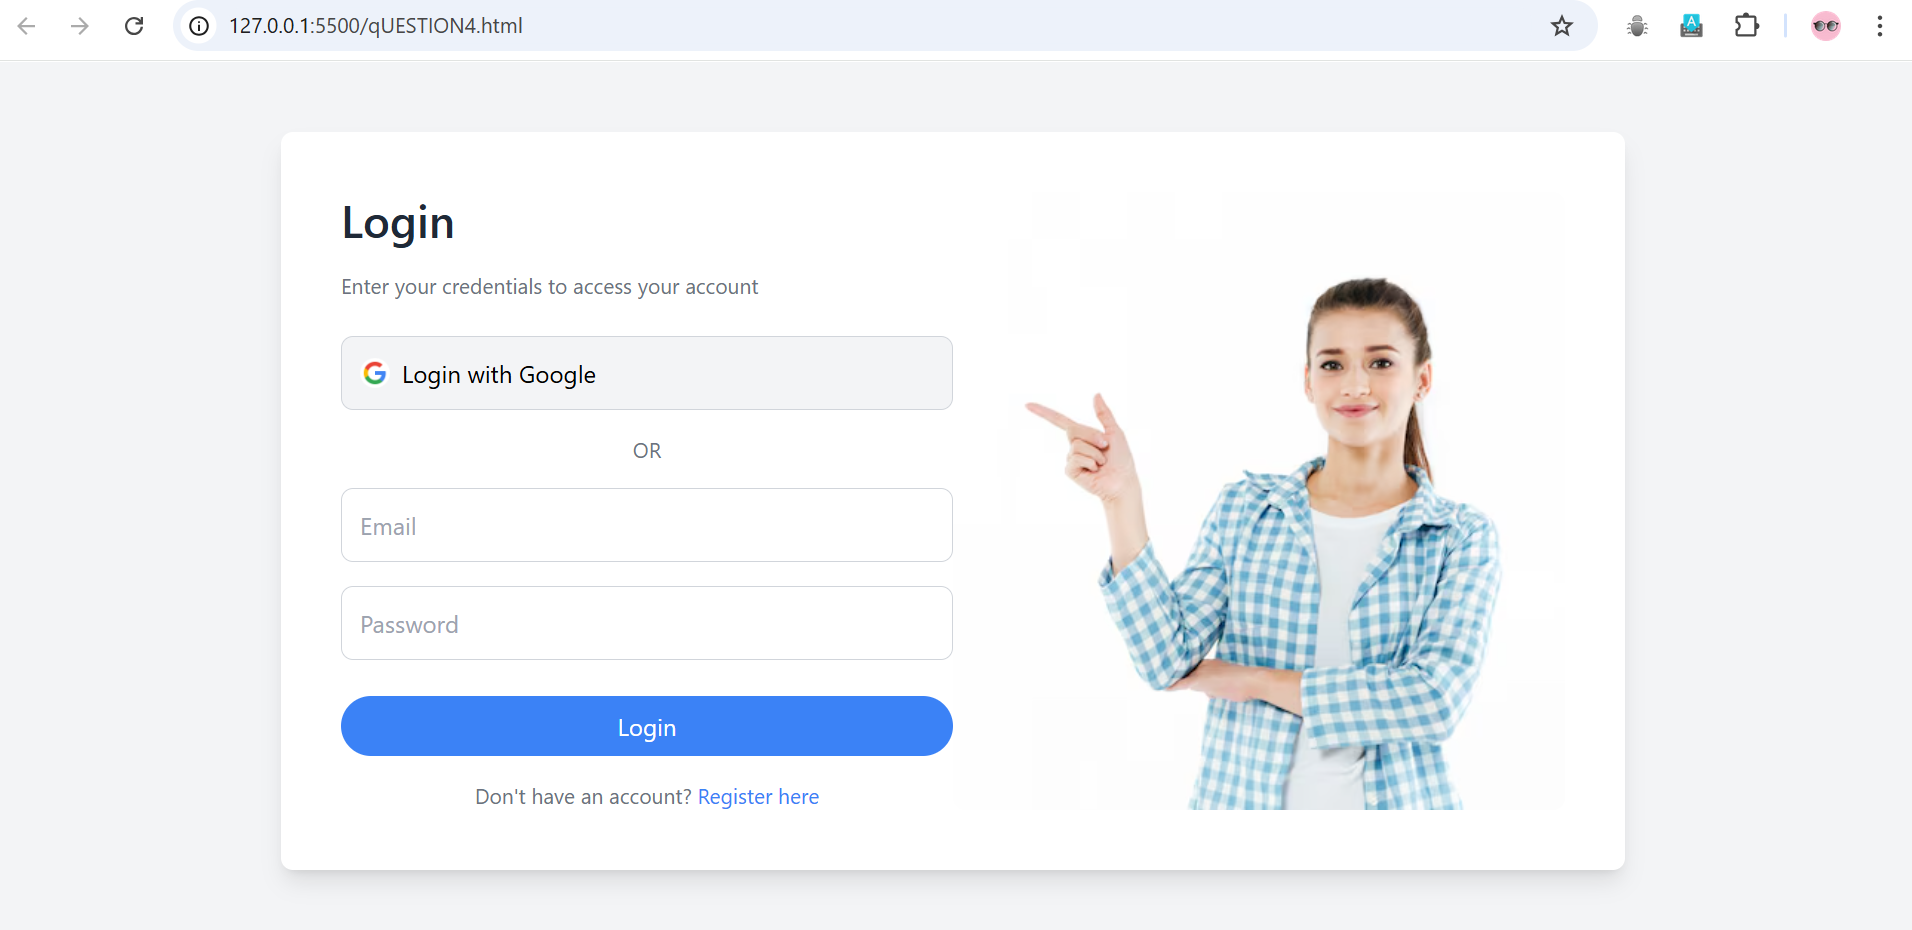 127.0.0.1:5500/qUESTION4.html
Login
Enter your credentials to access your account
Login with Google
OR
Email
Password
Login
Don't have an account? Register here